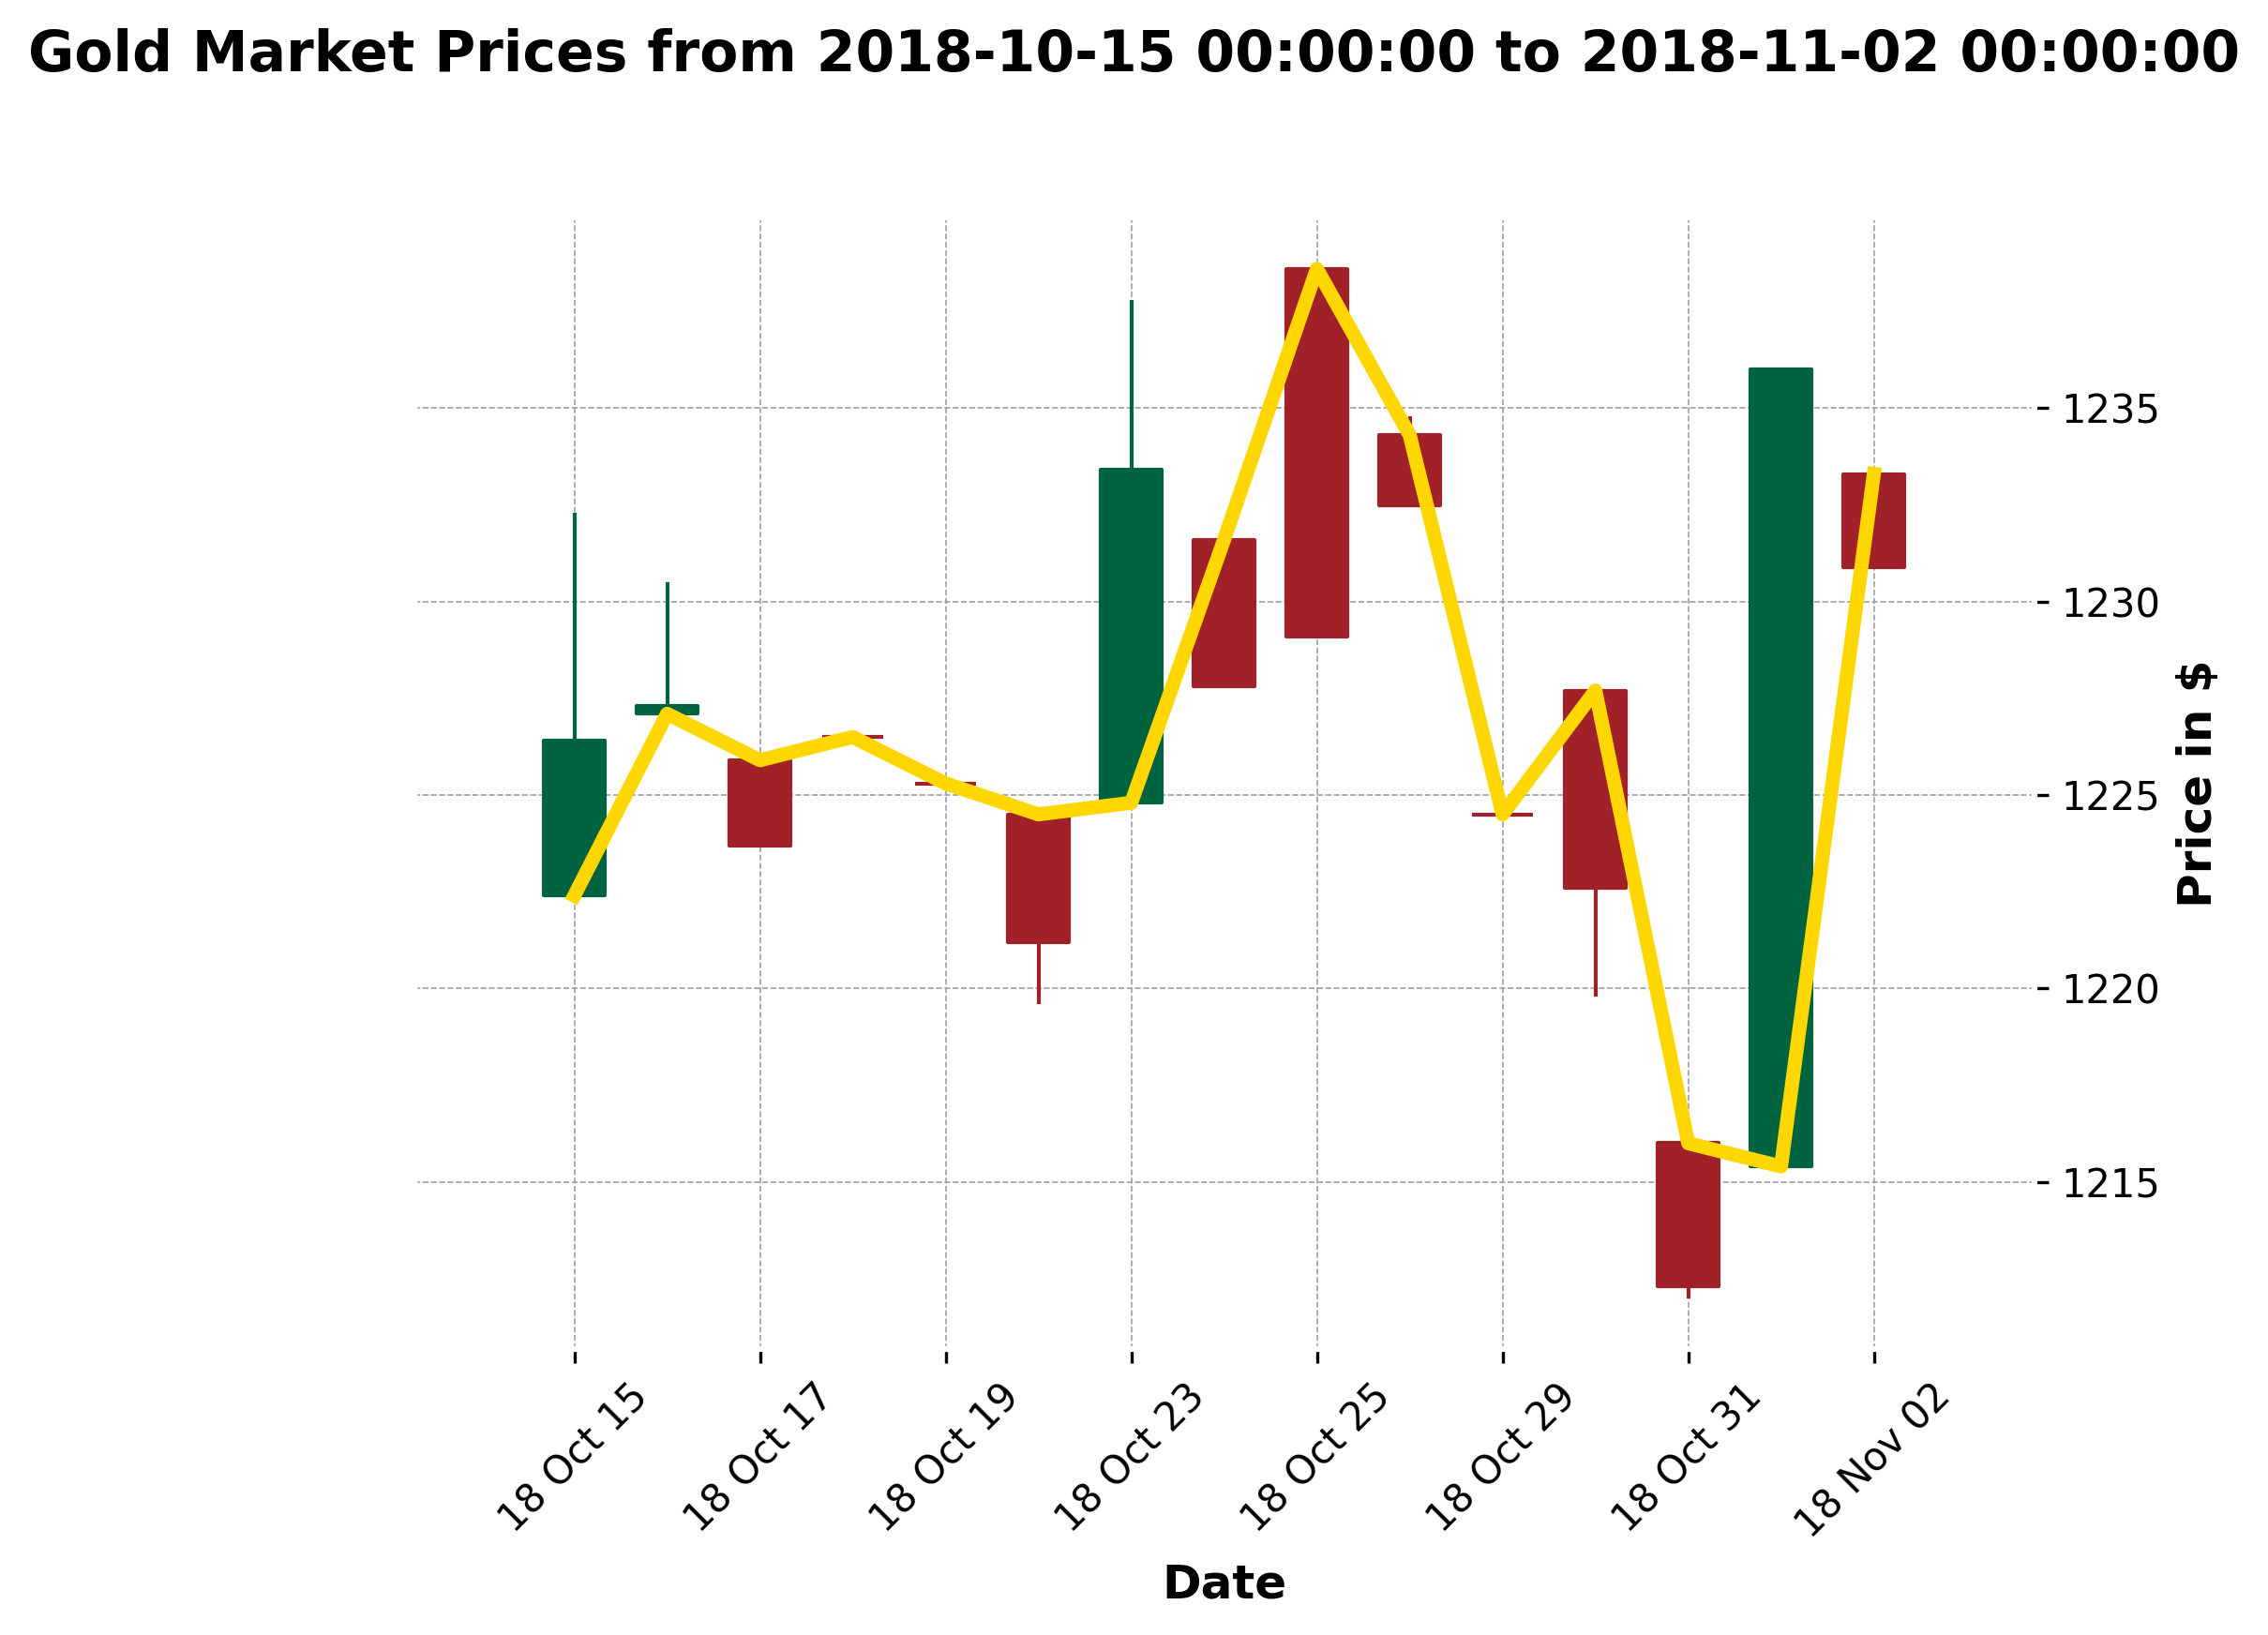 Gold Market Prices from 2018-10-15 00:00:00 to 2018-11-02 00:00:00
1235
1230
1225
1220
1215
Price in $
18 Oct 15
18 Oct 17
18 Oct 19
18 Oct 23
18 Oct 25
18 Oct 29
18 Oct 31
18 Nov 02
Date